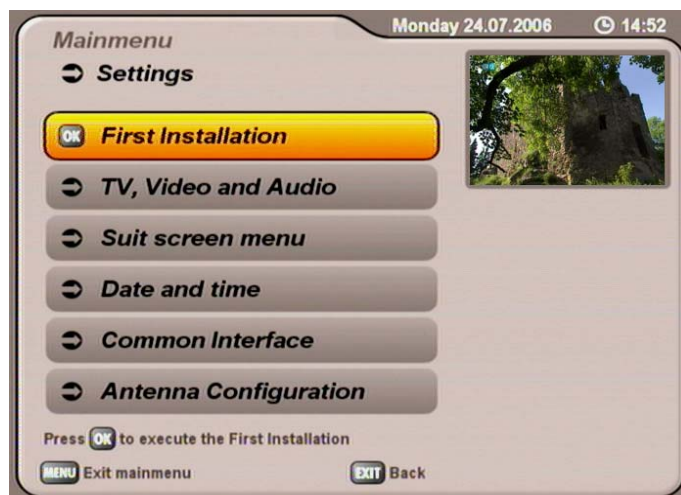 Monday 24.07.2006 14:52
Mainmenu
Settings
OK First Installation
TV, Video and Audio
Suit screen menu
Date and time
Common Interface
Antenna Configuration
Press OK to execute the First Installation
MENU Exit mainmenu EXIT Back